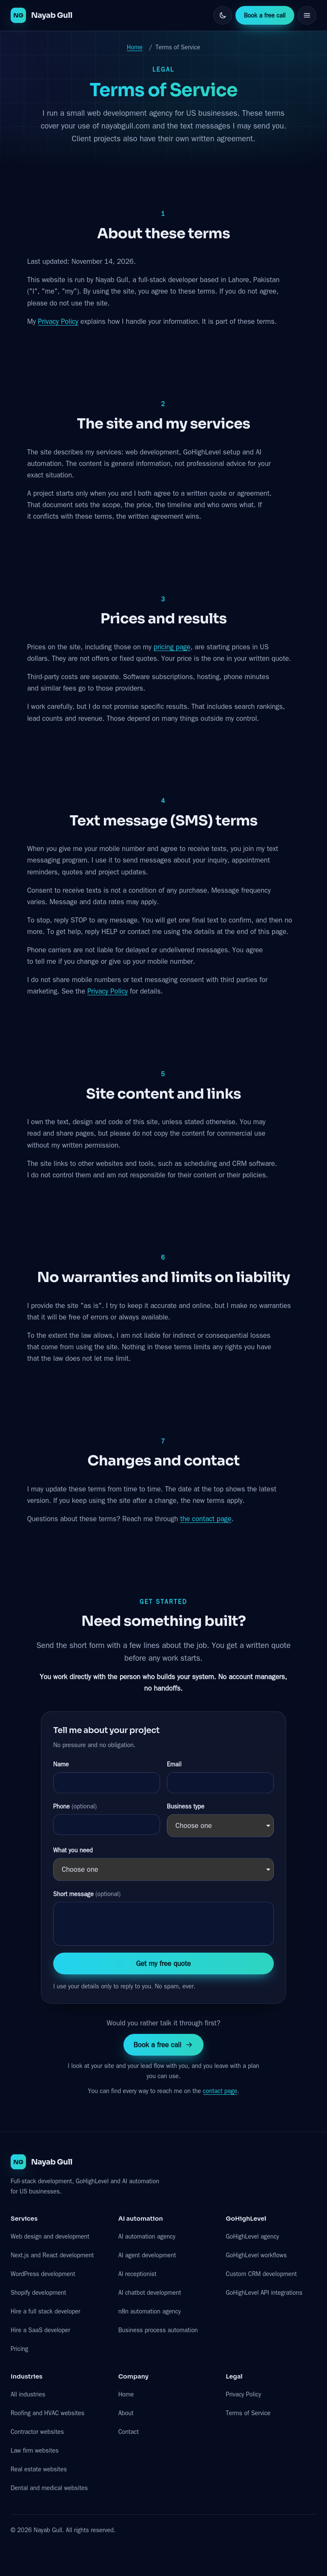 NG Nayab Gull
Book a free call
Home / Terms of Service
LEGAL
Terms of Service
I run a small web development agency for US businesses. These terms
cover your use of nayabgull.com and the text messages I may send you.
Client projects also have their own written agreement.
1
About these terms
Last updated: November 14, 2026.
This website is run by Nayab Gull, a full-stack developer based in Lahore, Pakistan
("I", "me", "my"). By using the site, you agree to these terms. If you do not agree,
please do not use the site.
My Privacy Policy explains how I handle your information. It is part of these terms.
2
The site and my services
The site describes my services: web development, GoHighLevel setup and AI
automation. The content is general information, not professional advice for your
exact situation.
A project starts only when you and I both agree to a written quote or agreement.
That document sets the scope, the price, the timeline and who owns what. If
it conflicts with these terms, the written agreement wins.
3
Prices and results
Prices on the site, including those on my pricing page, are starting prices in US
dollars. They are not offers or fixed quotes. Your price is the one in your written quote.
Third-party costs are separate. Software subscriptions, hosting, phone minutes
and similar fees go to those providers.
I work carefully, but I do not promise specific results. That includes search rankings,
lead counts and revenue. Those depend on many things outside my control.
4
Text message (SMS) terms
When you give me your mobile number and agree to receive texts, you join my text
messaging program. I use it to send messages about your inquiry, appointment
reminders, quotes and project updates.
Consent to receive texts is not a condition of any purchase. Message frequency
varies. Message and data rates may apply.
To stop, reply STOP to any message. You will get one final text to confirm, and then no
more. To get help, reply HELP or contact me using the details at the end of this page.
Phone carriers are not liable for delayed or undelivered messages. You agree
to tell me if you change or give up your mobile number.
I do not share mobile numbers or text messaging consent with third parties for
marketing. See the Privacy Policy for details.
5
Site content and links
I own the text, design and code of this site, unless stated otherwise. You may
read and share pages, but please do not copy the content for commercial use
without my written permission.
The site links to other websites and tools, such as scheduling and CRM software.
I do not control them and am not responsible for their content or their policies.
6
No warranties and limits on liability
I provide the site "as is". I try to keep it accurate and online, but I make no warranties
that it will be free of errors or always available.
To the extent the law allows, I am not liable for indirect or consequential losses
that come from using the site. Nothing in these terms limits any rights you have
that the law does not let me limit.
7
Changes and contact
I may update these terms from time to time. The date at the top shows the latest
version. If you keep using the site after a change, the new terms apply.
Questions about these terms? Reach me through the contact page.
GET STARTED
Need something built?
Send the short form with a few lines about the job. You get a written quote
before any work starts.
You work directly with the person who builds your system. No account managers,
no handoffs.
Tell me about your project
No pressure and no obligation.
Name Email
Phone (optional) Business type
Choose one
What you need
Choose one
Short message (optional)
Get my free quote
I use your details only to reply to you. No spam, ever.
Would you rather talk it through first?
Book a free call →
I look at your site and your lead flow with you, and you leave with a plan
you can use.
You can find every way to reach me on the contact page.
NG Nayab Gull
Full-stack development, GoHighLevel and AI automation
for US businesses.
Services
Web design and development
Next.js and React development
WordPress development
Shopify development
Hire a full stack developer
Hire a SaaS developer
Pricing
AI automation
AI automation agency
AI agent development
AI receptionist
AI chatbot development
n8n automation agency
Business process automation
GoHighLevel
GoHighLevel agency
GoHighLevel workflows
Custom CRM development
GoHighLevel API integrations
Industries
All industries
Roofing and HVAC websites
Contractor websites
Law firm websites
Real estate websites
Dental and medical websites
Company
Home
About
Contact
Legal
Privacy Policy
Terms of Service
© 2026 Nayab Gull. All rights reserved.